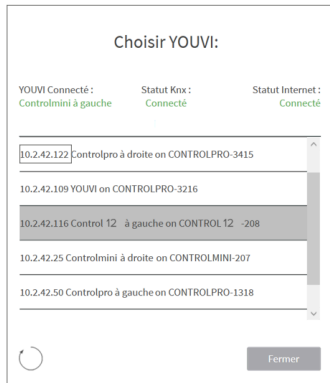 Choisir YOUVI:
YOUVI Connecté : Statut Knx : Statut Internet :
Controlmini à gauche Connecté Connecté
10.2.42.122 Controlpro à droite on CONTROLPRO-3415
10.2.42.109 YOUVI on CONTROLPRO-3216
10.2.42.116 Control 12 à gauche on CONTROL 12 -208
10.2.42.25 Controlmini à droite on CONTROLMINI-207
10.2.42.50 Controlpro à gauche on CONTROLPRO-1318
Fermer